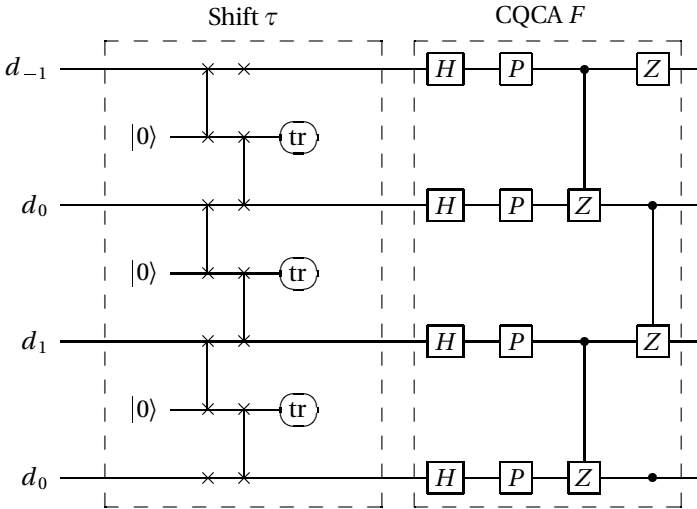 Shift τ CQCA F
d₋₁ H P Z
|0⟩ tr
d₀ H P Z
|0⟩ tr
d₁ H P Z
|0⟩ tr
d₀ H P Z